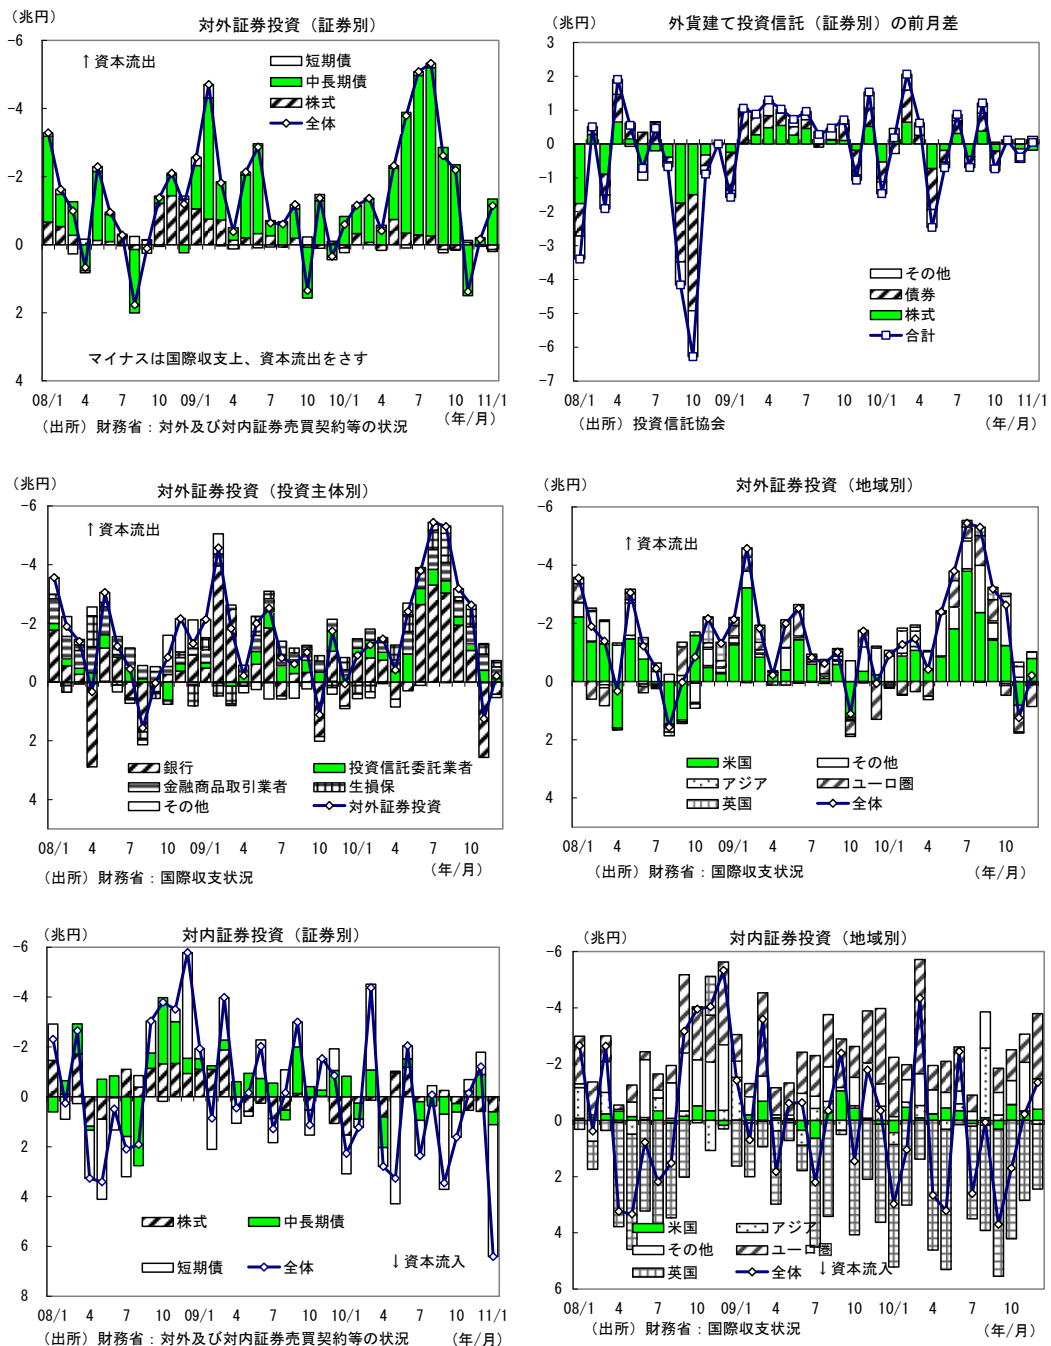 (兆円)
対外証券投資(証券別)
-6
-4
-2
0
2
4
↑資本流出
短期債
中長期債
株式
全体
マイナスは国際収支上、資本流出をさす
08/1 4 7 10 09/1 4 7 10 10/1 4 7 10 11/1
(年/月)
(出所)財務省:対外及び対内証券売買契約等の状況
(兆円)
外貨建て投資信託(証券別)の前月差
3
2
1
0
-1
-2
-3
-4
-5
-6
-7
その他
債券
株式
合計
08/1 4 7 10 09/1 4 7 10 10/1 4 7 10 11/1
(出所)投資信託協会
(年/月)
(兆円)
対外証券投資(投資主体別)
-6
-4
-2
0
2
4
↑資本流出
銀行 投資信託委託業者
金融商品取引業者 生損保
その他 対外証券投資
08/1 4 7 10 09/1 4 7 10 10/1 4 7 10
(年/月)
(出所)財務省:国際収支状況
(兆円)
対外証券投資(地域別)
-6
-4
-2
0
2
4
↑資本流出
米国 その他
アジア ユーロ圏
英国 全体
08/1 4 7 10 09/1 4 7 10 10/1 4 7 10
(年/月)
(出所)財務省:国際収支状況
(兆円)
対内証券投資(証券別)
-6
-4
-2
0
2
4
6
8
株式 中長期債
短期債 全体
↓資本流入
08/1 4 7 10 09/1 4 7 10 10/1 4 7 10 11/1
(出所)財務省:対外及び対内証券売買契約等の状況
(年/月)
(兆円)
対内証券投資(地域別)
-6
-4
-2
0
2
4
6
米国 アジア
その他 ユーロ圏
英国 全体
↓資本流入
08/1 4 7 10 09/1 4 7 10 10/1 4 7 10
(出所)財務省:国際収支状況
(年/月)